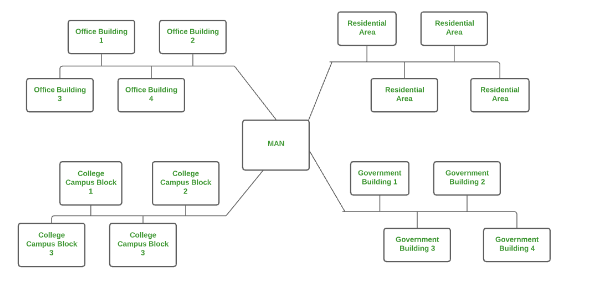 Office Building
1
Office Building
2
Office Building
3
Office Building
4
Residential
Area
Residential
Area
Residential
Area
Residential
Area
MAN
College
Campus Block
1
College
Campus Block
2
College
Campus Block
3
College
Campus Block
3
Government
Building 1
Government
Building 2
Government
Building 3
Government
Building 4